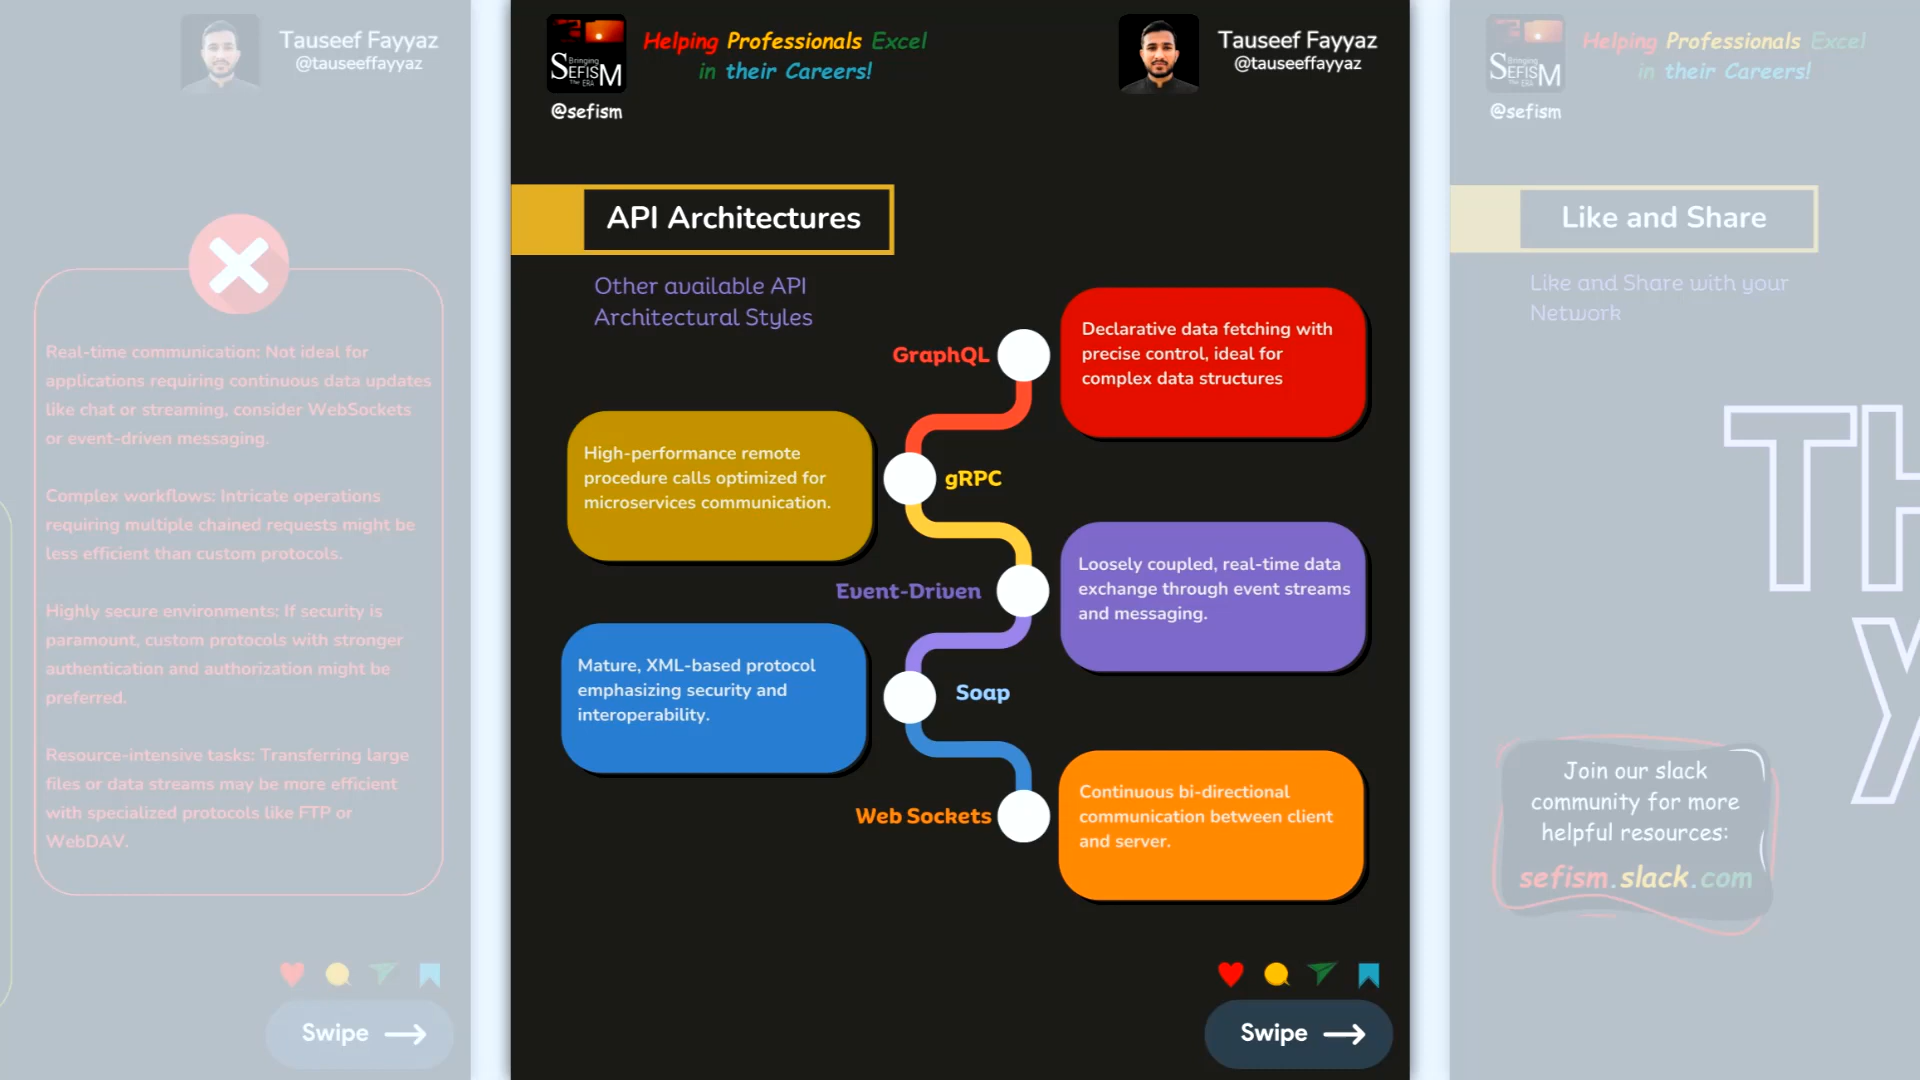 Tauseef Fayyaz
@tauseeffayyaz
Real-time communication: Not ideal for
applications requiring continuous data updates
like chat or streaming, consider WebSockets
or event-driven messaging.
Complex workflows: Intricate operations
requiring multiple chained requests might be
less efficient than custom protocols.
Highly secure environments: If security is
paramount, custom protocols with stronger
authentication and authorization might be
preferred.
Resource-intensive tasks: Transferring large
files or data streams may be more efficient
with specialized protocols like FTP or
WebDAV.
Swipe
Bringing
SEFISM
The ERA
@sefism
Helping Professionals Excel
in their Careers!
Tauseef Fayyaz
@tauseeffayyaz
API Architectures
Other available API
Architectural Styles
GraphQL
Declarative data fetching with
precise control, ideal for
complex data structures
High-performance remote
procedure calls optimized for
microservices communication.
gRPC
Event-Driven
Loosely coupled, real-time data
exchange through event streams
and messaging.
Mature, XML-based protocol
emphasizing security and
interoperability.
Soap
Web Sockets
Continuous bi-directional
communication between client
and server.
Swipe
Bringing
SEFISM
The ERA
@sefism
Helping Professionals Excel
in their Careers!
Like and Share
Like and Share with your
Network
TH
Y
Join our slack
community for more
helpful resources:
sefism.slack.com